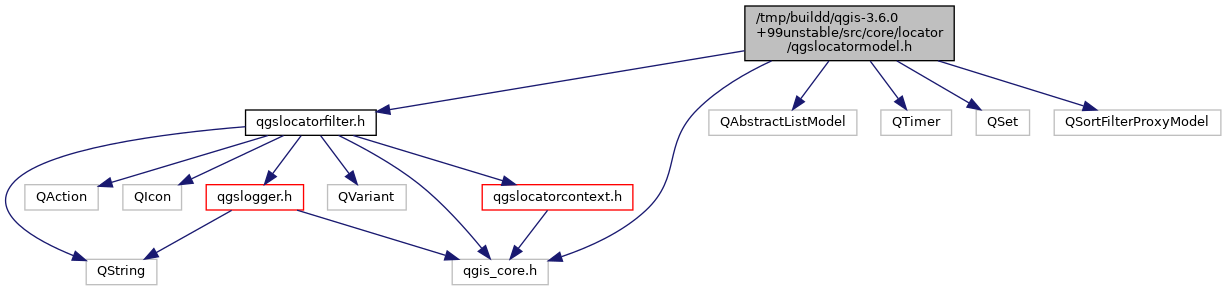 /tmp/buildd/qgis-3.6.0
+99unstable/src/core/locator
/qgslocatormodel.h
qgslocatorfilter.h
QAbstractListModel
QTimer
QSet
QSortFilterProxyModel
QAction
QIcon
qgslogger.h
QVariant
qgslocatorcontext.h
QString
qgis_core.h